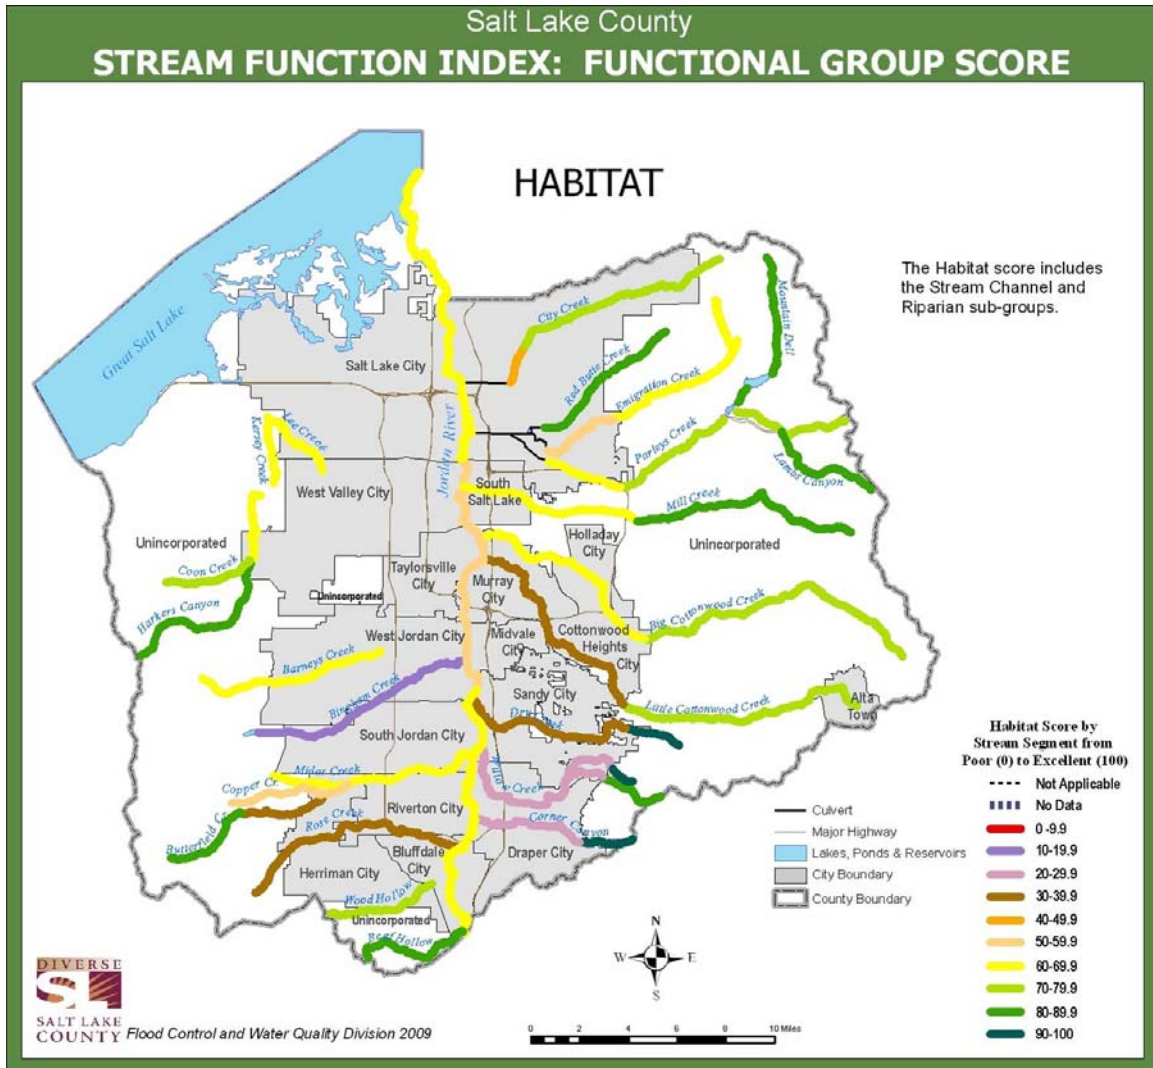 Salt Lake County
STREAM FUNCTION INDEX: FUNCTIONAL GROUP SCORE
HABITAT
The Habitat score includes
the Stream Channel and
Riparian sub-groups.
Great Salt Lake
Salt Lake City
City Creek
Red Butte Creek
Emigration Creek
Mountain Dell
Parleys Creek
Lambs Canyon
Jordan River
Kersey Creek
Lee Creek
West Valley City
South
Salt Lake
Mill Creek
Holladay
City
Unincorporated
Unincorporated
Coon Creek
Harkers Canyon
Taylorsville
City
Unincorporated
Murray
City
Big Cottonwood Creek
West Jordan City
Midvale
City
Cottonwood
Heights
City
Barneys Creek
Bingham Creek
Sandy City
Little Cottonwood Creek
Alta
Town
Dry Creek
South Jordan City
Midas Creek
Willow Creek
Copper Cr.
Butterfield Cr.
Riverton City
Rose Creek
Corner Canyon
Bluffdale
City
Draper City
Herriman City
Wood Hollow
Unincorporated
Beef Hollow
Culvert
Major Highway
Lakes, Ponds & Reservoirs
City Boundary
County Boundary
Habitat Score by
Stream Segment from
Poor (0) to Excellent (100)
Not Applicable
No Data
0 -9.9
10-19.9
20-29.9
30-39.9
40-49.9
50-59.9
60-69.9
70-79.9
80-89.9
90-100
N
W
E
S
0 2 4 6 8 10 Miles
DIVERSE
SL
SALT LAKE
COUNTY
Flood Control and Water Quality Division 2009